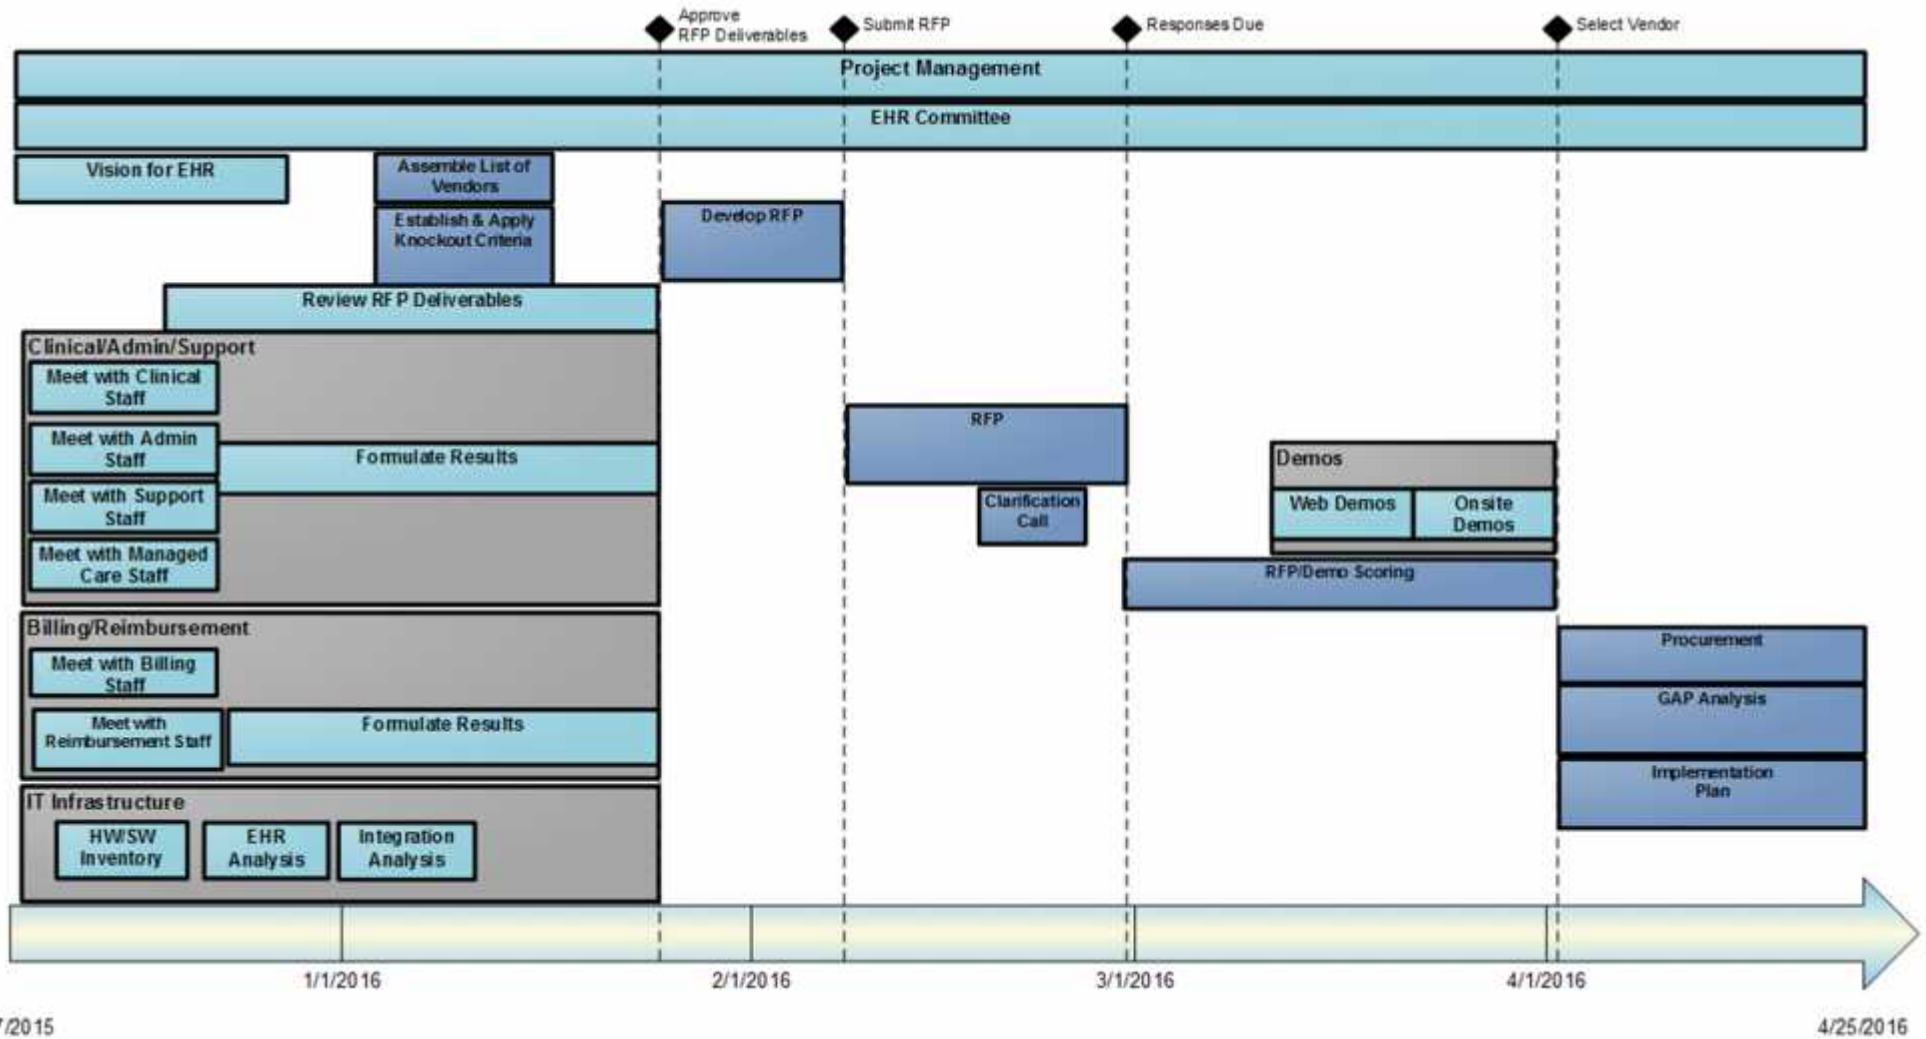 Approve
RFP Deliverables
Submit RFP
Responses Due
Select Vendor
Project Management
EHR Committee
Vision for EHR
Assemble List of
Vendors
Establish & Apply
Knockout Criteria
Develop RFP
Review RFP Deliverables
Clinical/Admin/Support
Meet with Clinical
Staff
Meet with Admin
Staff
Formulate Results
Meet with Support
Staff
Meet with Managed
Care Staff
RFP
Clarification
Call
Demos
Web Demos
Onsite
Demos
RFP/Demo Scoring
Billing/Reimbursement
Meet with Billing
Staff
Meet with
Reimbursement Staff
Formulate Results
Procurement
GAP Analysis
Implementation
Plan
IT Infrastructure
HW/SW
Inventory
EHR
Analysis
Integration
Analysis
1/1/2016
2/1/2016
3/1/2016
4/1/2016
7/2015
4/25/2016